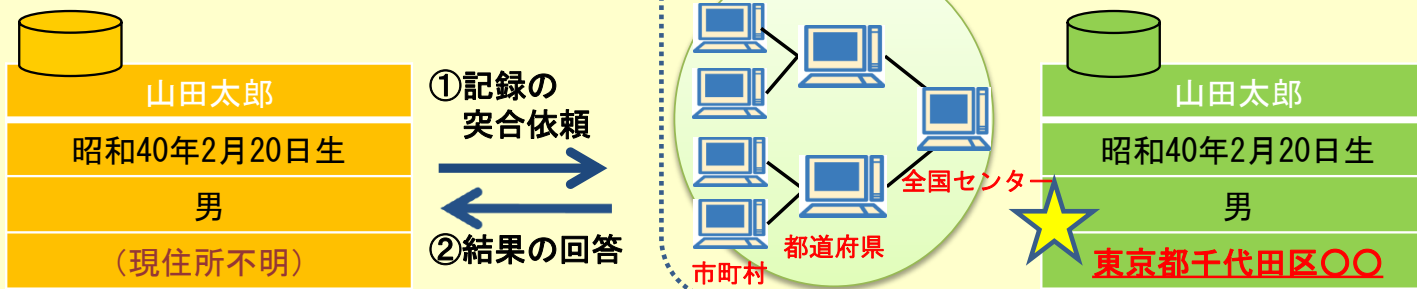 山田太郎
昭和40年2月20日生
男
(現住所不明)
①記録の
突合依頼
②結果の回答
市町村
都道府県
全国センター
山田太郎
昭和40年2月20日生
男
東京都千代田区〇〇